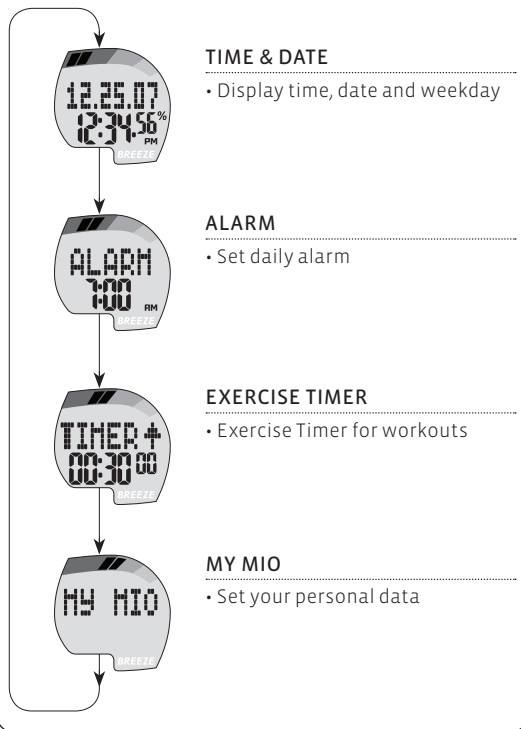 TIME & DATE
12.25.07
• Display time, date and weekday
12:34.56%
PM
BREEZE
ALARM
ALARM
• Set daily alarm
7:00
AM
BREEZE
EXERCISE TIMER
TIMER
• Exercise Timer for workouts
00:30 00
BREEZE
MY MIO
MY MIO
• Set your personal data
BREEZE